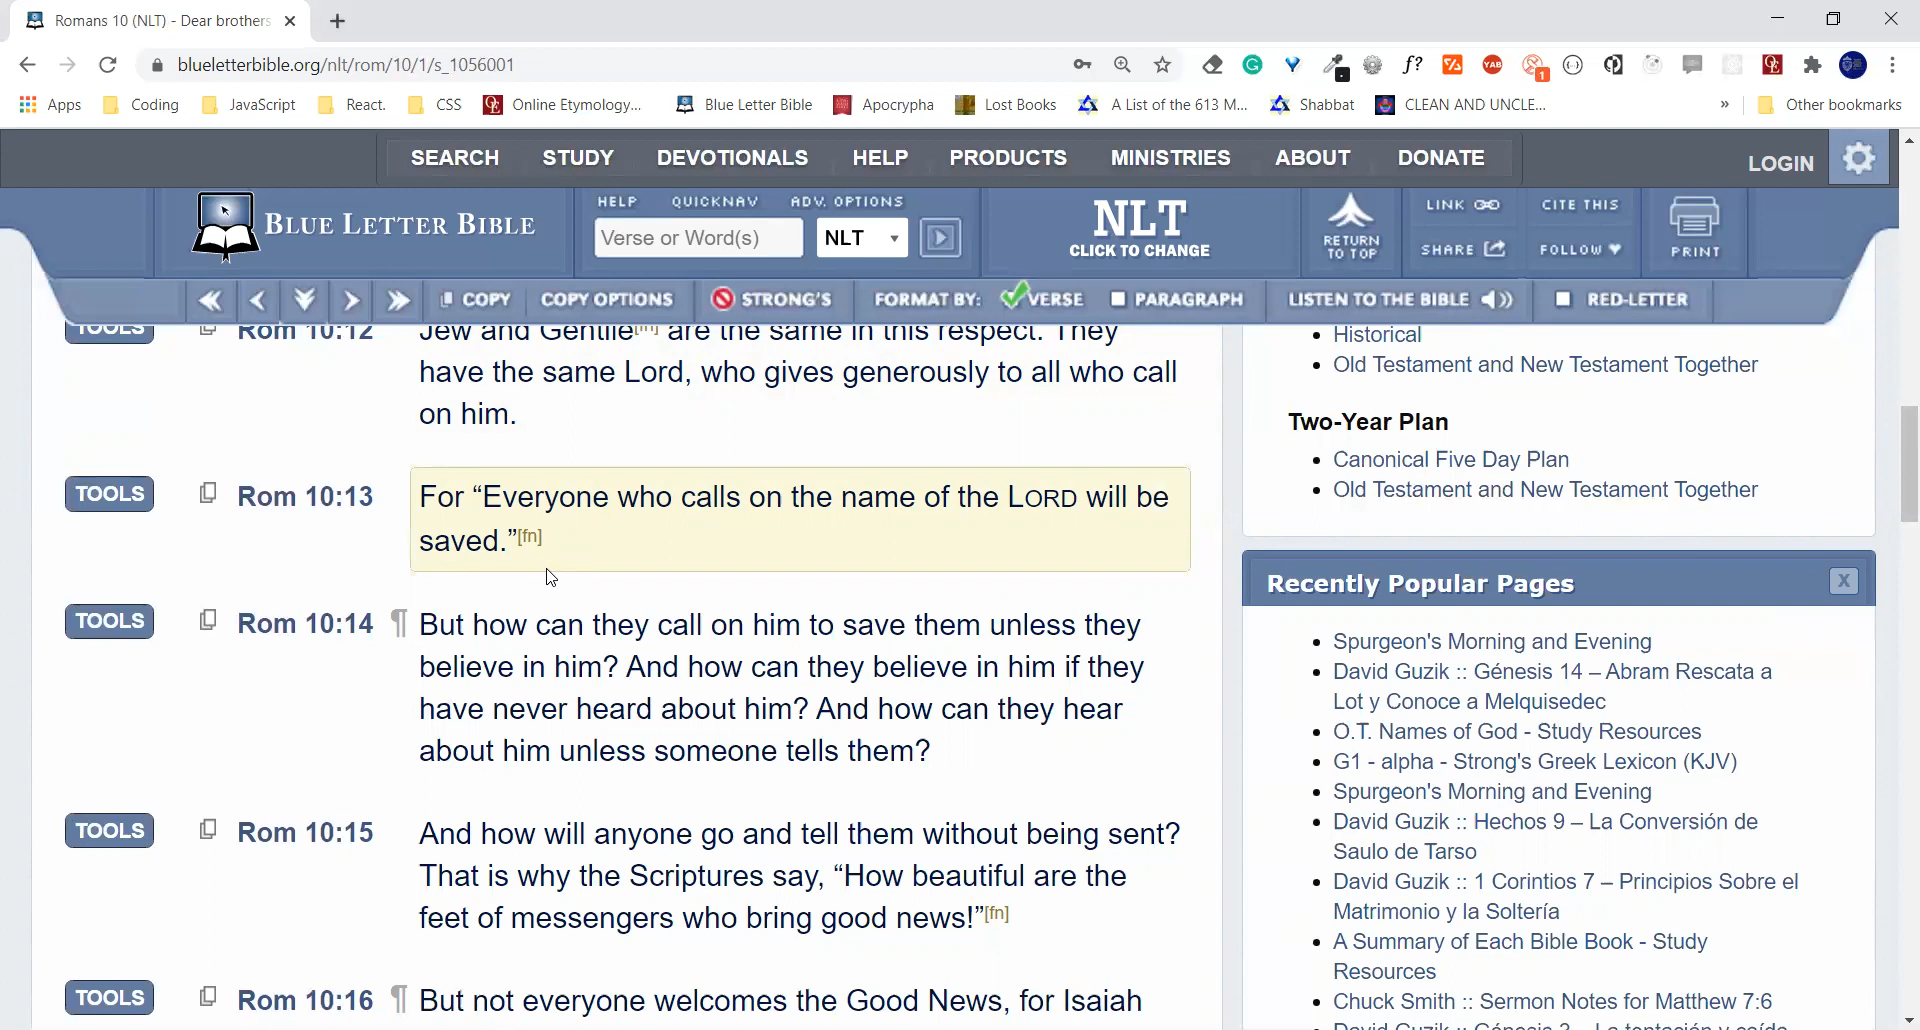 Romans 10 (NLT) - Dear brothers
blueletterbible.org/nlt/rom/10/1/s_1056001
f?
YAB
1
Apps
Coding
JavaScript
React.
CSS
Online Etymology...
Blue Letter Bible
Apocrypha
Lost Books
A List of the 613 M...
Shabbat
CLEAN AND UNCLE...
»
Other bookmarks
SEARCH STUDY DEVOTIONALS HELP PRODUCTS MINISTRIES ABOUT DONATE
LOGIN
BLUE LETTER BIBLE
HELP QUICKNAV ADV. OPTIONS
Verse or Word(s)
NLT
NLT
CLICK TO CHANGE
RETURN
TO TOP
LINK
SHARE
CITE THIS
FOLLOW
PRINT
COPY COPY OPTIONS STRONG'S FORMAT BY: VERSE PARAGRAPH LISTEN TO THE BIBLE RED-LETTER
TOOLS Rom 10:12 Jew and Gentile[fn] are the same in this respect. They
have the same Lord, who gives generously to all who call
on him.
TOOLS Rom 10:13 For “Everyone who calls on the name of the LORD will be
saved.”[fn]
TOOLS Rom 10:14 ¶ But how can they call on him to save them unless they
believe in him? And how can they believe in him if they
have never heard about him? And how can they hear
about him unless someone tells them?
TOOLS Rom 10:15 And how will anyone go and tell them without being sent?
That is why the Scriptures say, “How beautiful are the
feet of messengers who bring good news!”[fn]
TOOLS Rom 10:16 ¶ But not everyone welcomes the Good News, for Isaiah
• Historical
• Old Testament and New Testament Together
Two-Year Plan
• Canonical Five Day Plan
• Old Testament and New Testament Together
Recently Popular Pages
X
• Spurgeon's Morning and Evening
• David Guzik :: Génesis 14 – Abram Rescata a
Lot y Conoce a Melquisedec
• O.T. Names of God - Study Resources
• G1 - alpha - Strong's Greek Lexicon (KJV)
• Spurgeon's Morning and Evening
• David Guzik :: Hechos 9 – La Conversión de
Saulo de Tarso
• David Guzik :: 1 Corintios 7 – Principios Sobre el
Matrimonio y la Soltería
• A Summary of Each Bible Book - Study
Resources
• Chuck Smith :: Sermon Notes for Matthew 7:6